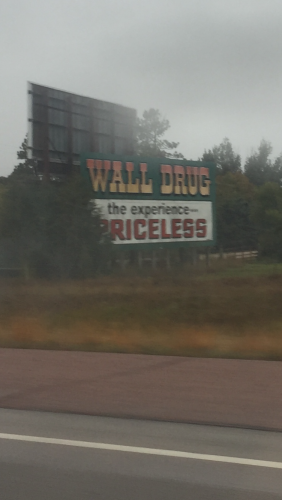 WALL DRUG
the experience...
PRICELESS